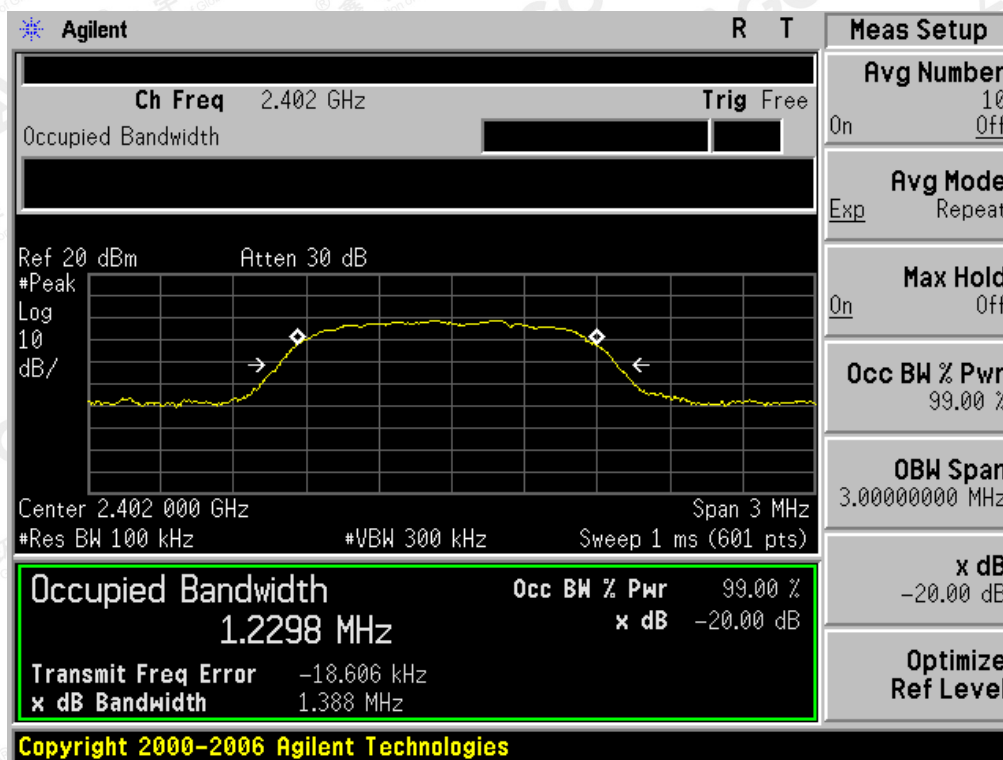 Agilent R T
Meas Setup
Ch Freq 2.402 GHz Trig Free
Occupied Bandwidth
Avg Number
10
On Off
Avg Mode
Exp Repeat
Max Hold
On Off
Occ BW % Pwr
99.00 %
OBW Span
3.00000000 MHz
x dB
-20.00 dB
Optimize
Ref Level
Ref 20 dBm Atten 30 dB
#Peak
Log
10
dB/
Center 2.402 000 GHz Span 3 MHz
#Res BW 100 kHz #VBW 300 kHz Sweep 1 ms (601 pts)
Occupied Bandwidth Occ BW % Pwr 99.00 %
1.2298 MHz x dB -20.00 dB
Transmit Freq Error -18.606 kHz
x dB Bandwidth 1.388 MHz
Copyright 2000-2006 Agilent Technologies